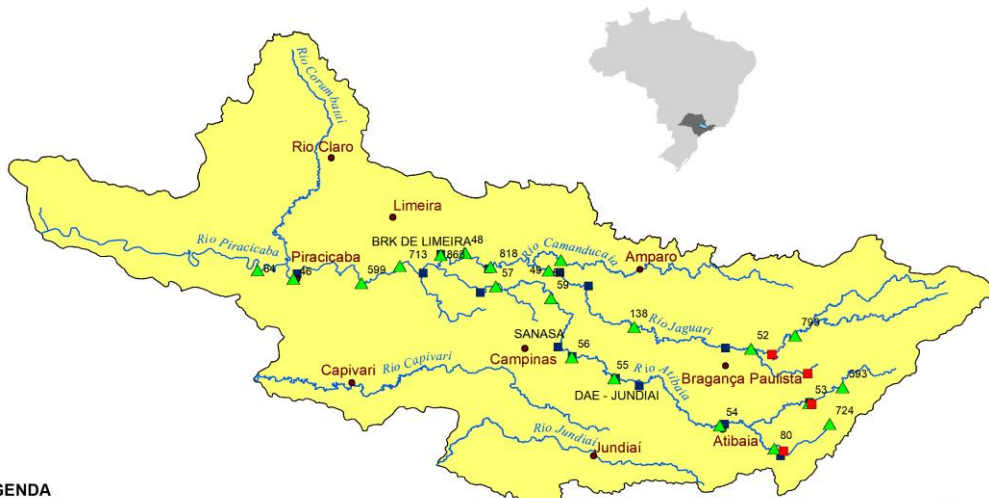 Rio Corumbataí
Rio Claro
Limeira
Rio Piracicaba
Piracicaba
BRK DE LIMEIRA
48
713
818
Rio Camanducaia
Amparo
84
46
599
57
49
59
138
Rio Jaguari
52
799
SANASA
Campinas
56
55
Rio Atibaia
Bragança Paulista
593
Capivari
Rio Capivari
DAE - JUNDIAI
53
54
724
Atibaia
80
Rio Jundiaí
Jundiaí
GENDA